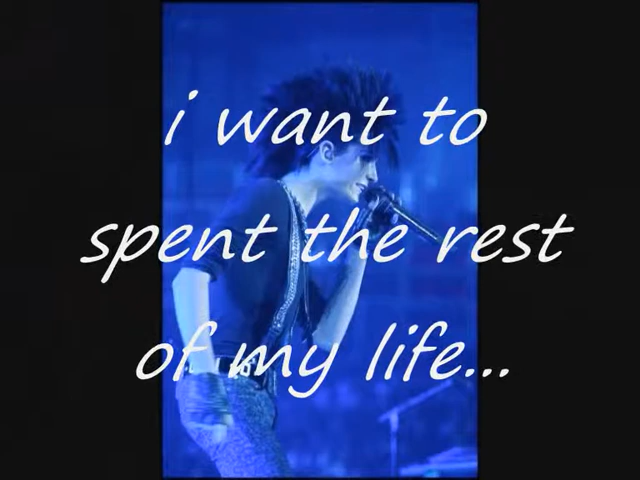 i want to
spent the rest
of my life...